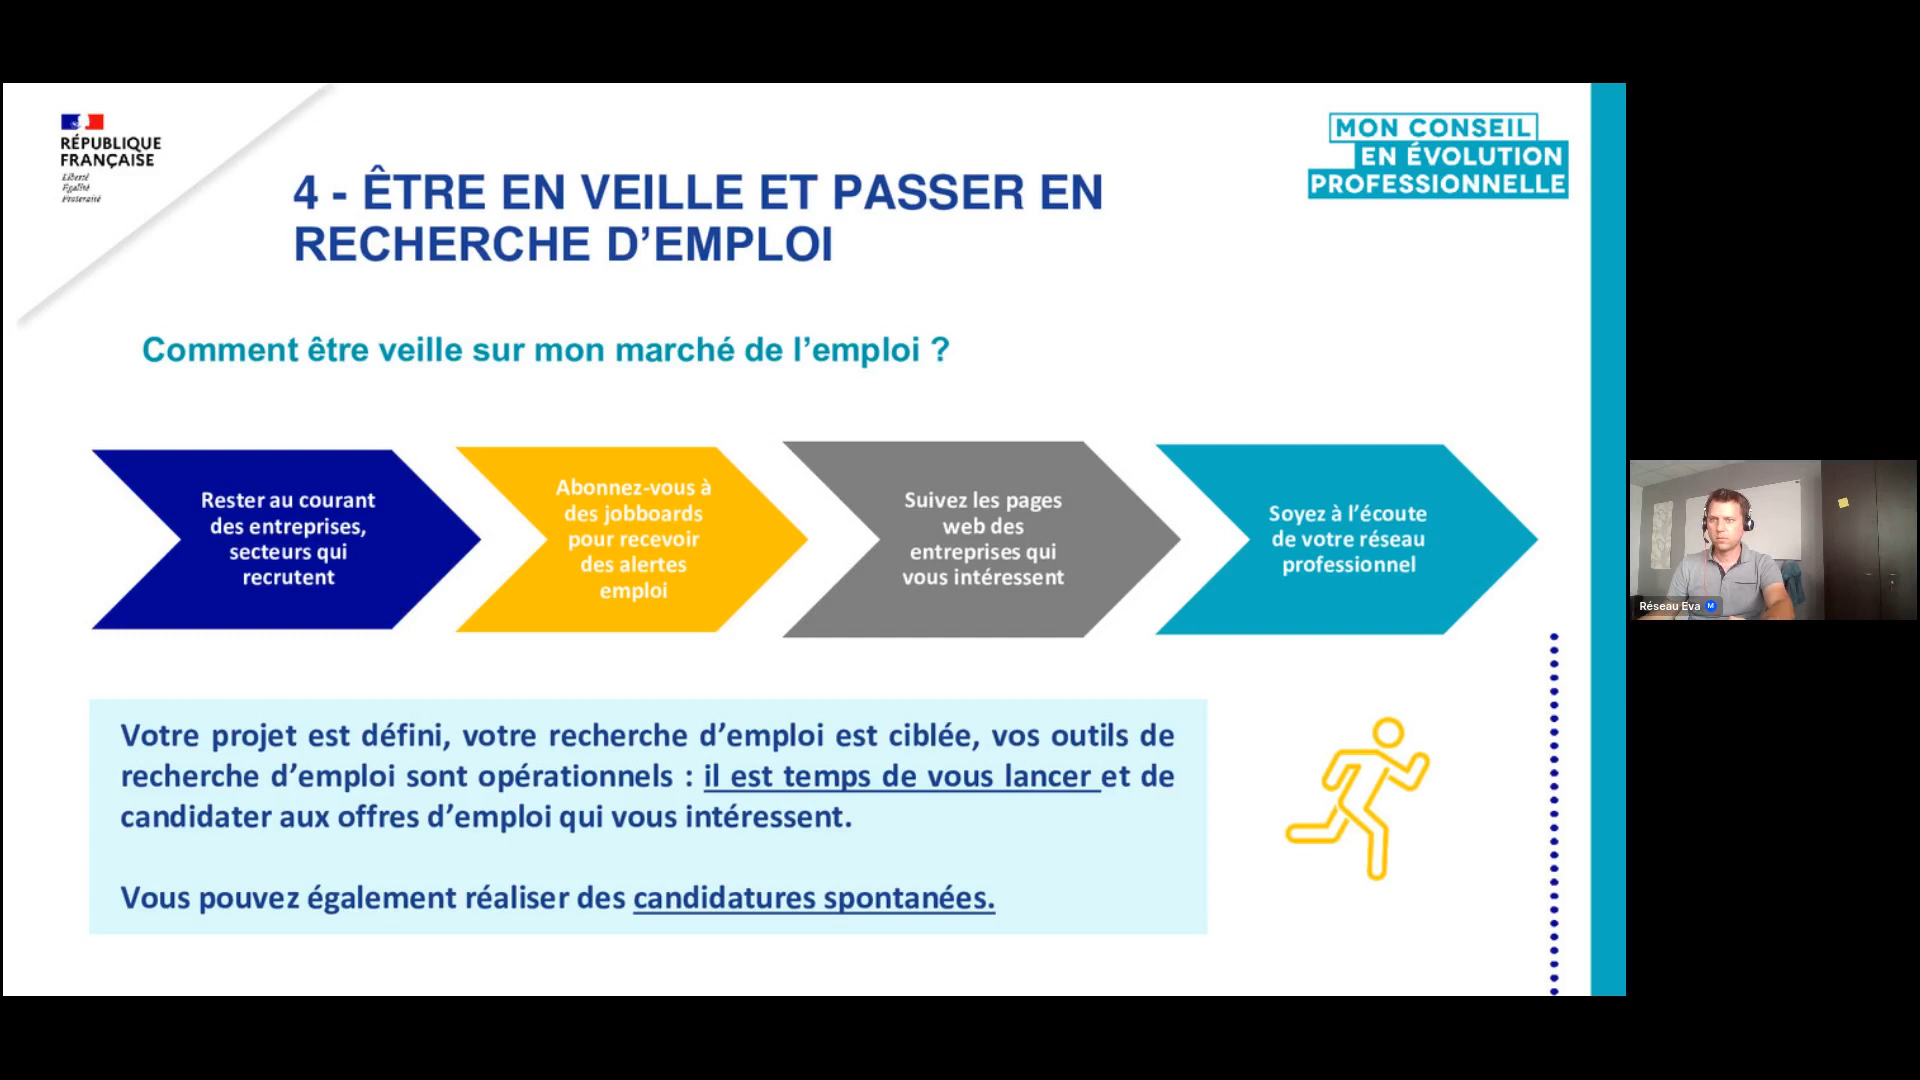 RÉPUBLIQUE
FRANÇAISE
Liberté
Égalité
Fraternité
MON CONSEIL
EN ÉVOLUTION
PROFESSIONNELLE
4 - ÊTRE EN VEILLE ET PASSER EN
RECHERCHE D’EMPLOI
Comment être veille sur mon marché de l’emploi ?
Rester au courant
des entreprises,
secteurs qui
recrutent
Abonnez-vous à
des jobboards
pour recevoir
des alertes
emploi
Suivez les pages
web des
entreprises qui
vous intéressent
Soyez à l’écoute
de votre réseau
professionnel
Votre projet est défini, votre recherche d’emploi est ciblée, vos outils de
recherche d’emploi sont opérationnels : il est temps de vous lancer et de
candidater aux offres d’emploi qui vous intéressent.
Vous pouvez également réaliser des candidatures spontanées.
Réseau Eva M